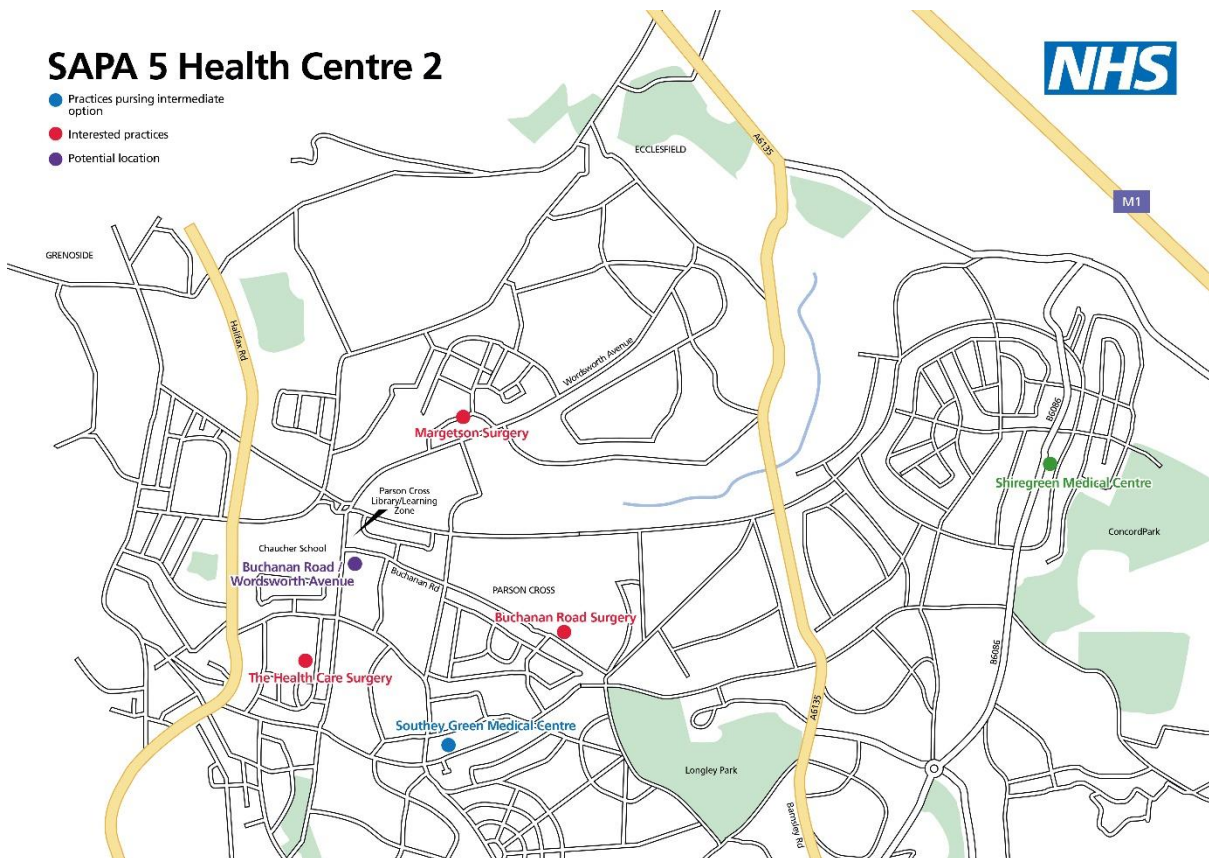 SAPA 5 Health Centre 2
NHS
Practices pursing intermediate
option
Interested practices
Potential location
ECCLESFIELD
A6135
M1
GRENOSIDE
Halifax Rd
Wordsworth Avenue
Margetson Surgery
B6086
Shiregreen Medical Centre
Parson Cross
Library/Learning
Zone
ConcordPark
Chaucher School
Buchanan Road /
Wordsworth Avenue
Buchanan Rd
PARSON CROSS
Buchanan Road Surgery
B6086
The Health Care Surgery
A6135
Southey Green Medical Centre
Longley Park
Barnsley Rd